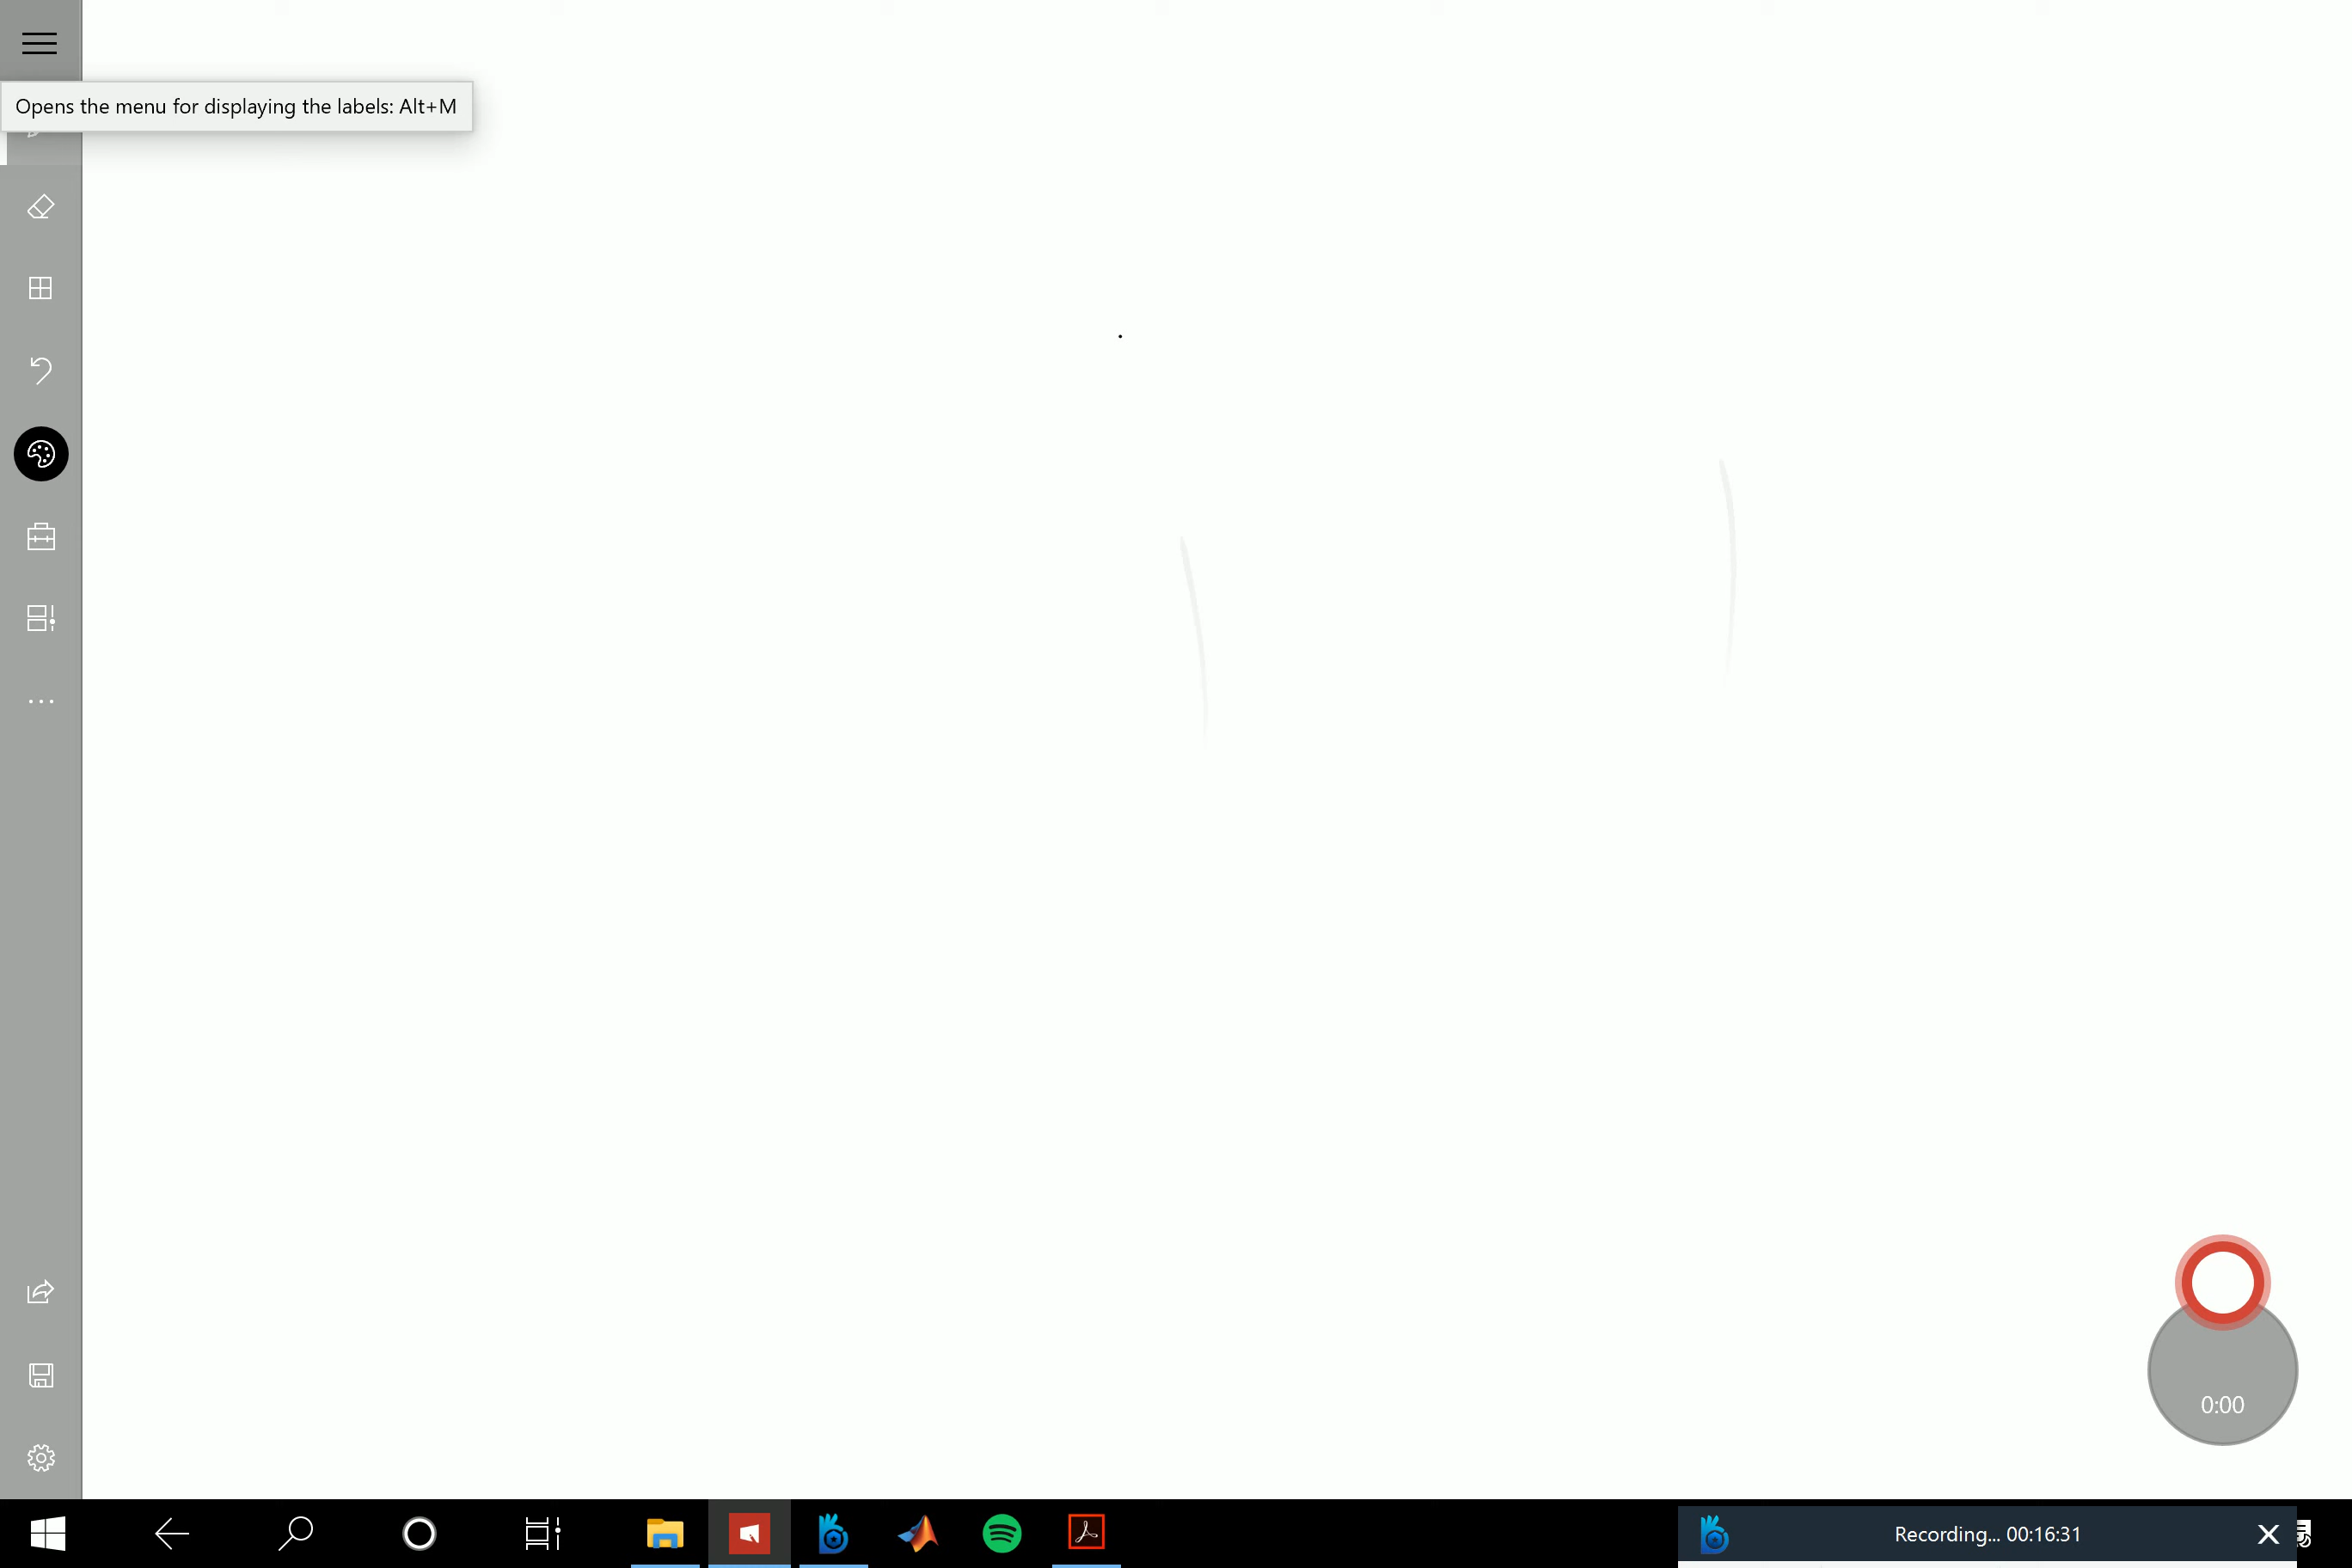 Opens the menu for displaying the labels: Alt+M
0:00
Recording... 00:16:31